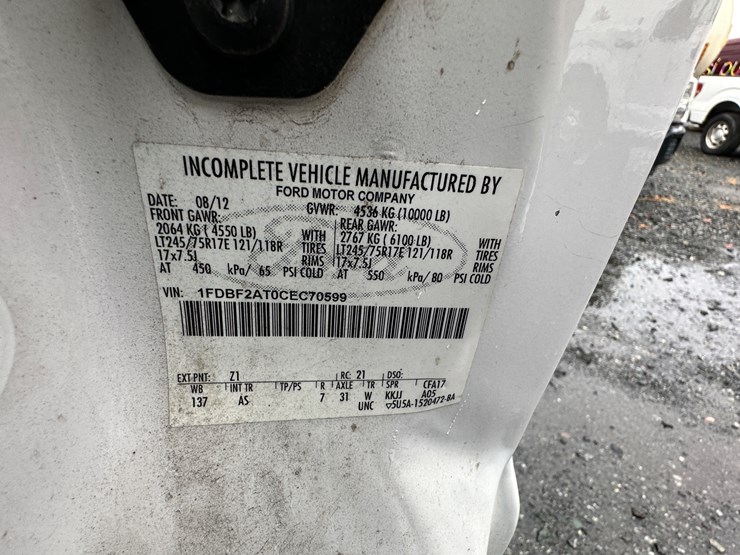 INCOMPLETE VEHICLE MANUFACTURED BY
FORD MOTOR COMPANY
DATE: 08/12 GVWR: 4536 KG (10000 LB)
FRONT GAWR: REAR GAWR:
2064 KG ( 4550 LB) WITH 2767 KG ( 6100 LB) WITH
LT245/75R17E 121/118R TIRES LT245/75R17E 121/118R TIRES
17x7.5J RIMS 17x7.5J RIMS
AT 450 kPa/ 65 PSI COLD AT 550 kPa/ 80 PSI COLD
VIN: 1FDBF2AT0CEC70599
EXT PNT: Z1 RC: 21 DSO:
WB INT TR TP/PS R AXLE TR SPR CFA17
137 AS 7 31 W KKJJ A05
UNC ▽5U5A-1520472-BA